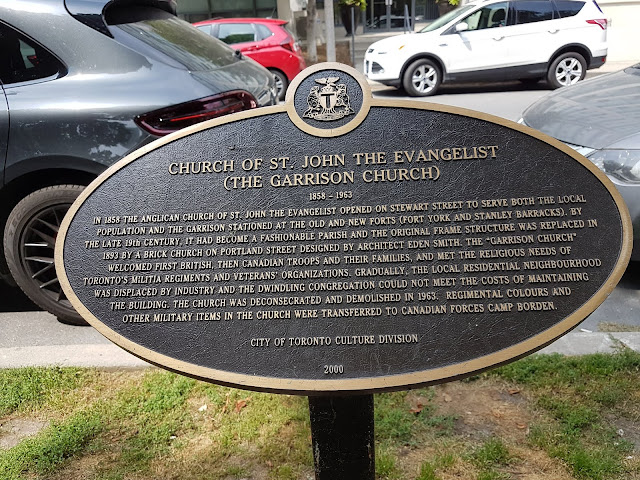 CHURCH OF ST. JOHN THE EVANGELIST
(THE GARRISON CHURCH)
1858 - 1963
IN 1858 THE ANGLICAN CHURCH OF ST. JOHN THE EVANGELIST OPENED ON STEWART STREET TO SERVE BOTH THE LOCAL
POPULATION AND THE GARRISON STATIONED AT THE OLD AND NEW FORTS (FORT YORK AND STANLEY BARRACKS). BY
THE LATE 19TH CENTURY, IT HAD BECOME A FASHIONABLE PARISH AND THE ORIGINAL FRAME STRUCTURE WAS REPLACED IN
1893 BY A BRICK CHURCH ON PORTLAND STREET DESIGNED BY ARCHITECT EDEN SMITH. THE "GARRISON CHURCH"
WELCOMED FIRST BRITISH, THEN CANADIAN TROOPS AND THEIR FAMILIES, AND MET THE RELIGIOUS NEEDS OF
TORONTO'S MILITIA REGIMENTS AND VETERANS' ORGANIZATIONS. GRADUALLY, THE LOCAL RESIDENTIAL NEIGHBOURHOOD
WAS DISPLACED BY INDUSTRY AND THE DWINDLING CONGREGATION COULD NOT MEET THE COSTS OF MAINTAINING
THE BUILDING. THE CHURCH WAS DECONSECRATED AND DEMOLISHED IN 1963. REGIMENTAL COLOURS AND
OTHER MILITARY ITEMS IN THE CHURCH WERE TRANSFERRED TO CANADIAN FORCES CAMP BORDEN.
CITY OF TORONTO CULTURE DIVISION
2000